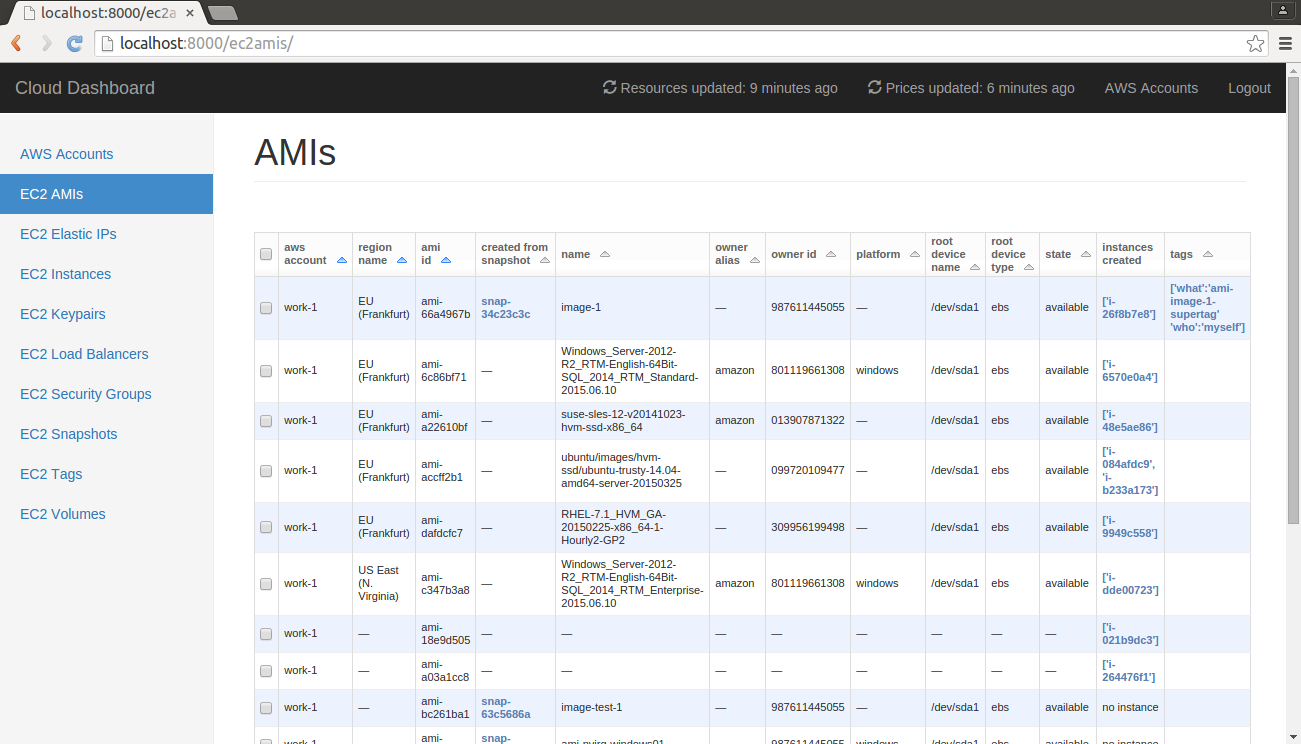 localhost:8000/ec2a
localhost:8000/ec2amis/
Cloud Dashboard
Resources updated: 9 minutes ago
Prices updated: 6 minutes ago
AWS Accounts
Logout
AWS Accounts
EC2 AMIs
EC2 Elastic IPs
EC2 Instances
EC2 Keypairs
EC2 Load Balancers
EC2 Security Groups
EC2 Snapshots
EC2 Tags
EC2 Volumes
AMIs
aws
account
region
name
ami
id
created from
snapshot
name
owner
alias
owner id
platform
root
device
name
root
device
type
state
instances
created
tags
work-1
EU
(Frankfurt)
ami-
66a4967b
snap-
34c23c3c
image-1
—
987611445055
—
/dev/sda1
ebs
available
['i-
26f8b7e8']
['what':'ami-
image-1-
supertag'
'who':'myself']
work-1
EU
(Frankfurt)
ami-
6c86bf71
—
Windows_Server-2012-
R2_RTM-English-64Bit-
SQL_2014_RTM_Standard-
2015.06.10
amazon
801119661308
windows
/dev/sda1
ebs
available
['i-
6570e0a4']
work-1
EU
(Frankfurt)
ami-
a22610bf
—
suse-sles-12-v20141023-
hvm-ssd-x86_64
amazon
013907871322
—
/dev/sda1
ebs
available
['i-
48e5ae86']
work-1
EU
(Frankfurt)
ami-
accff2b1
—
ubuntu/images/hvm-
ssd/ubuntu-trusty-14.04-
amd64-server-20150325
—
099720109477
—
/dev/sda1
ebs
available
['i-
084afdc9',
'i-
b233a173']
work-1
EU
(Frankfurt)
ami-
dafdcfc7
—
RHEL-7.1_HVM_GA-
20150225-x86_64-1-
Hourly2-GP2
—
309956199498
—
/dev/sda1
ebs
available
['i-
9949c558']
work-1
US East
(N.
Virginia)
ami-
c347b3a8
—
Windows_Server-2012-
R2_RTM-English-64Bit-
SQL_2014_RTM_Enterprise-
2015.06.10
amazon
801119661308
windows
/dev/sda1
ebs
available
['i-
dde00723']
work-1
—
ami-
18e9d505
—
—
—
—
—
—
—
—
['i-
021b9dc3']
work-1
—
ami-
a03a1cc8
—
—
—
—
—
—
—
—
['i-
264476f1']
work-1
—
ami-
bc261ba1
snap-
63c5686a
image-test-1
—
987611445055
—
/dev/sda1
ebs
available
no instance
work-1
ami-
snap-
987611445055
windows
/dev/sda1
ebs
available
no instance